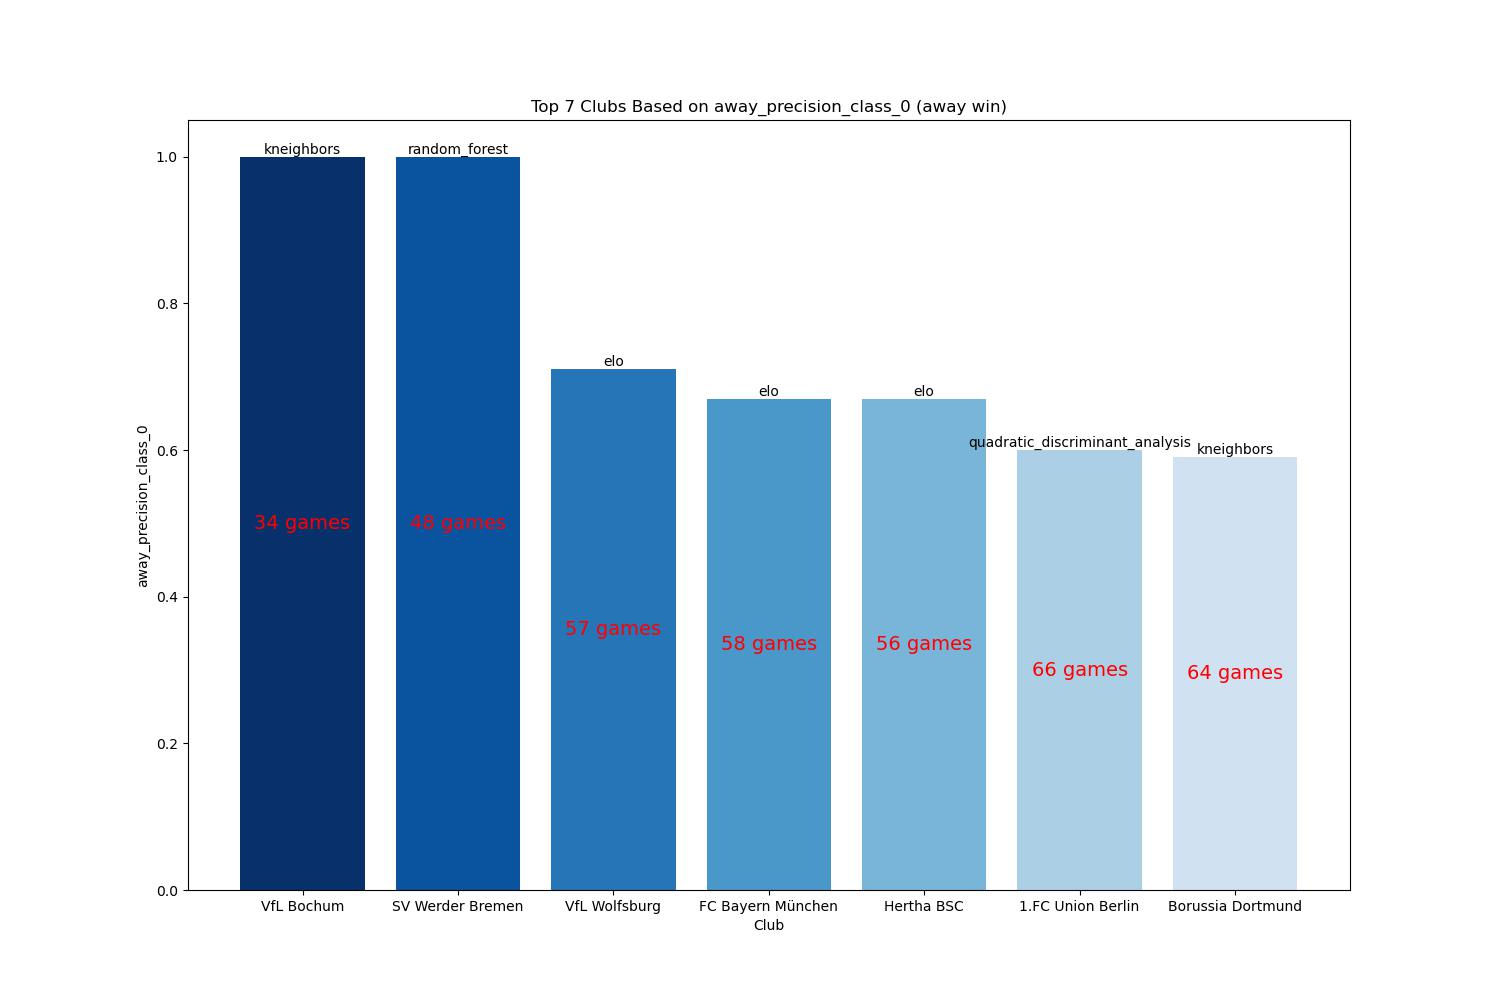 Top 7 Clubs Based on away_precision_class_0 (away win)
kneighbors
random_forest
elo
elo
elo
quadratic_discriminant_analysis
kneighbors
1.0
0.8
0.6
0.4
0.2
0.0
away_precision_class_0
34 games
48 games
57 games
58 games
56 games
66 games
64 games
VfL Bochum
SV Werder Bremen
VfL Wolfsburg
FC Bayern München
Hertha BSC
1.FC Union Berlin
Borussia Dortmund
Club